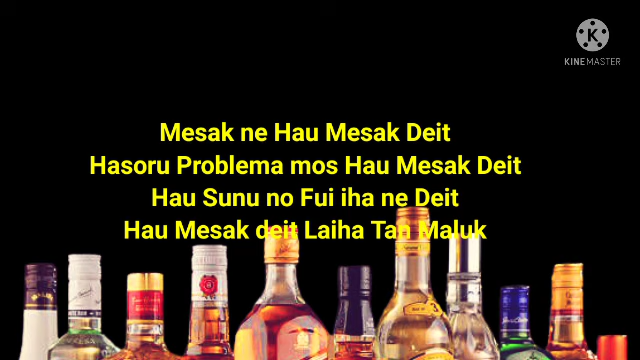 KINEMASTER
Mesak ne Hau Mesak Deit
Hasoru Problema mos Hau Mesak Deit
Hau Sunu no Fui iha ne Deit
Hau Mesak deit Laiha Tan Maluk